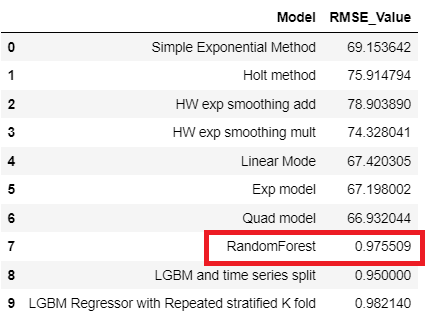 Model RMSE_Value
0 Simple Exponential Method 69.153642
1 Holt method 75.914794
2 HW exp smoothing add 78.903890
3 HW exp smoothing mult 74.328041
4 Linear Mode 67.420305
5 Exp model 67.198002
6 Quad model 66.932044
7 RandomForest 0.975509
8 LGBM and time series split 0.950000
9 LGBM Regressor with Repeated stratified K fold 0.982140